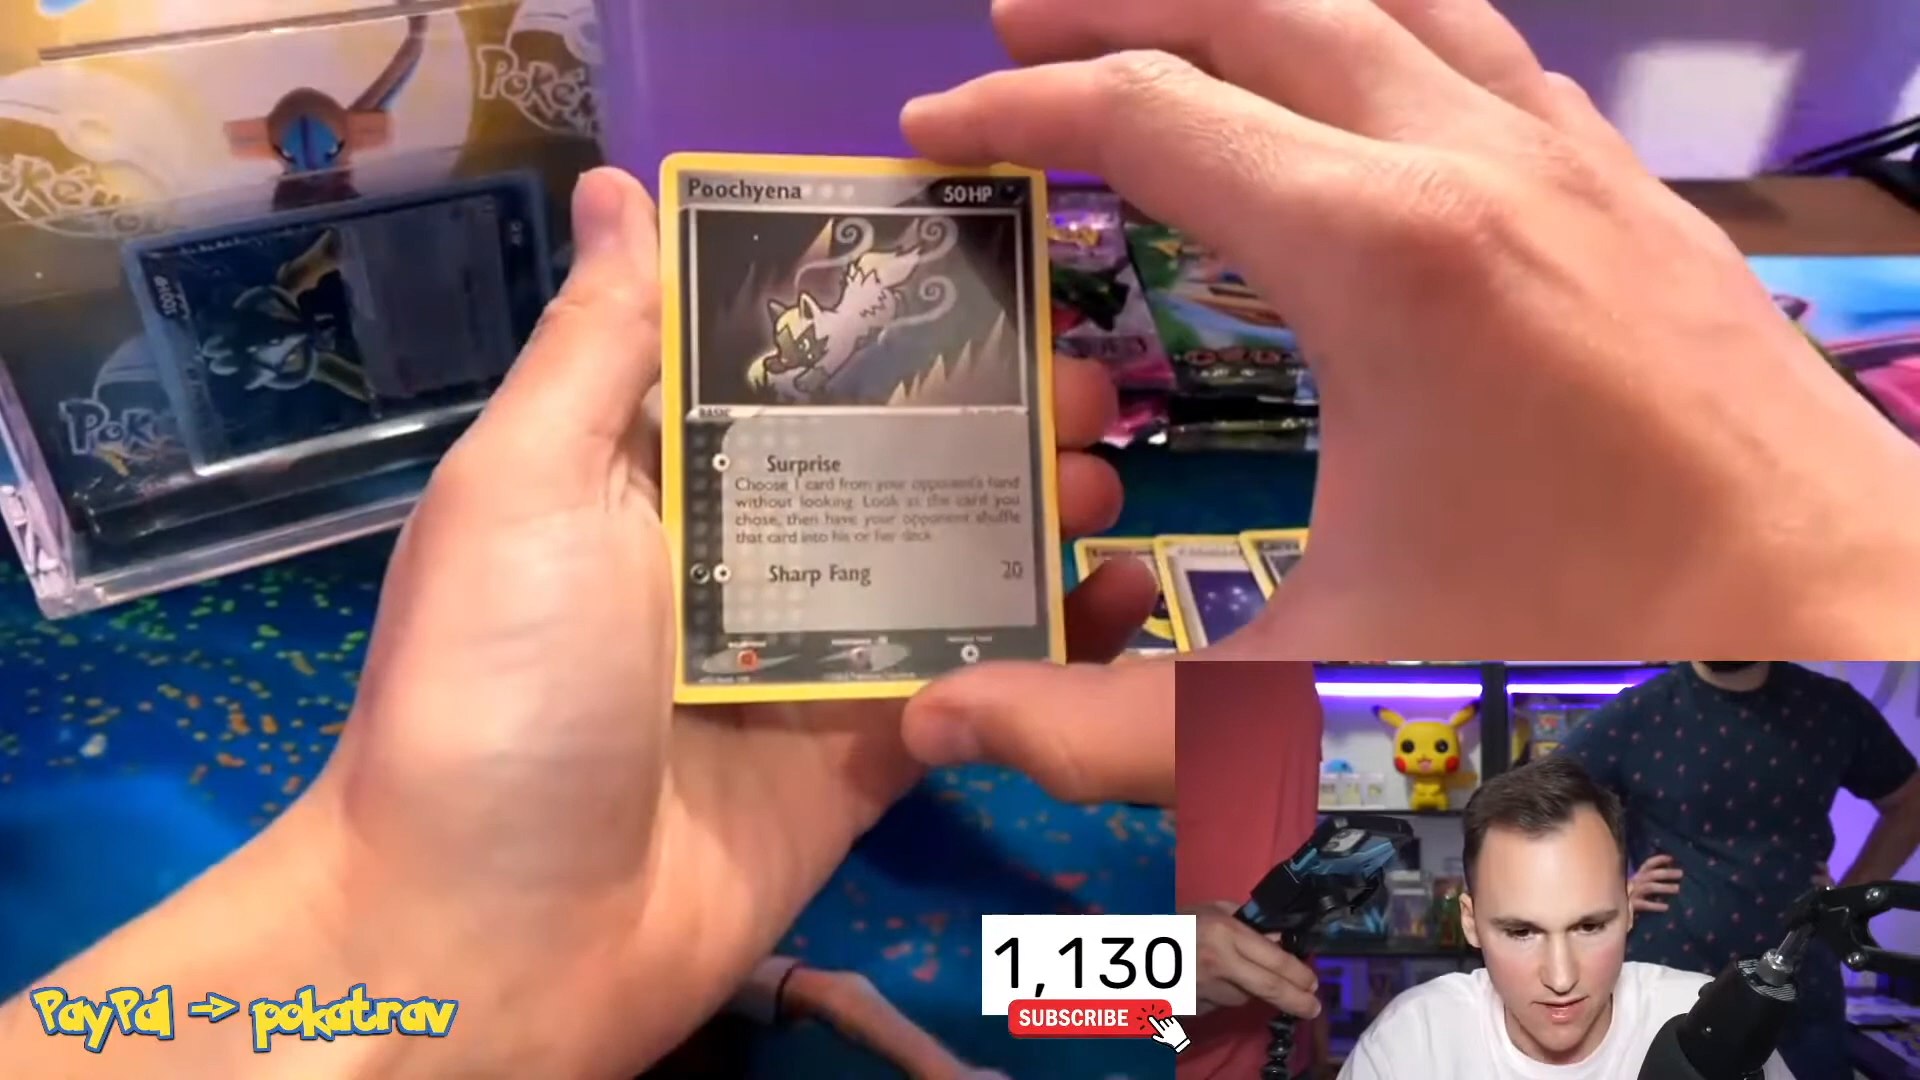 Poké
Poochyena
50 HP
BASIC
Surprise
Choose 1 card from your opponent's hand
without looking. Look at the card you
chose, then have your opponent shuffle
that card into his or her deck.
Sharp Fang 20
1,130
SUBSCRIBE
PayPal → pokatrav